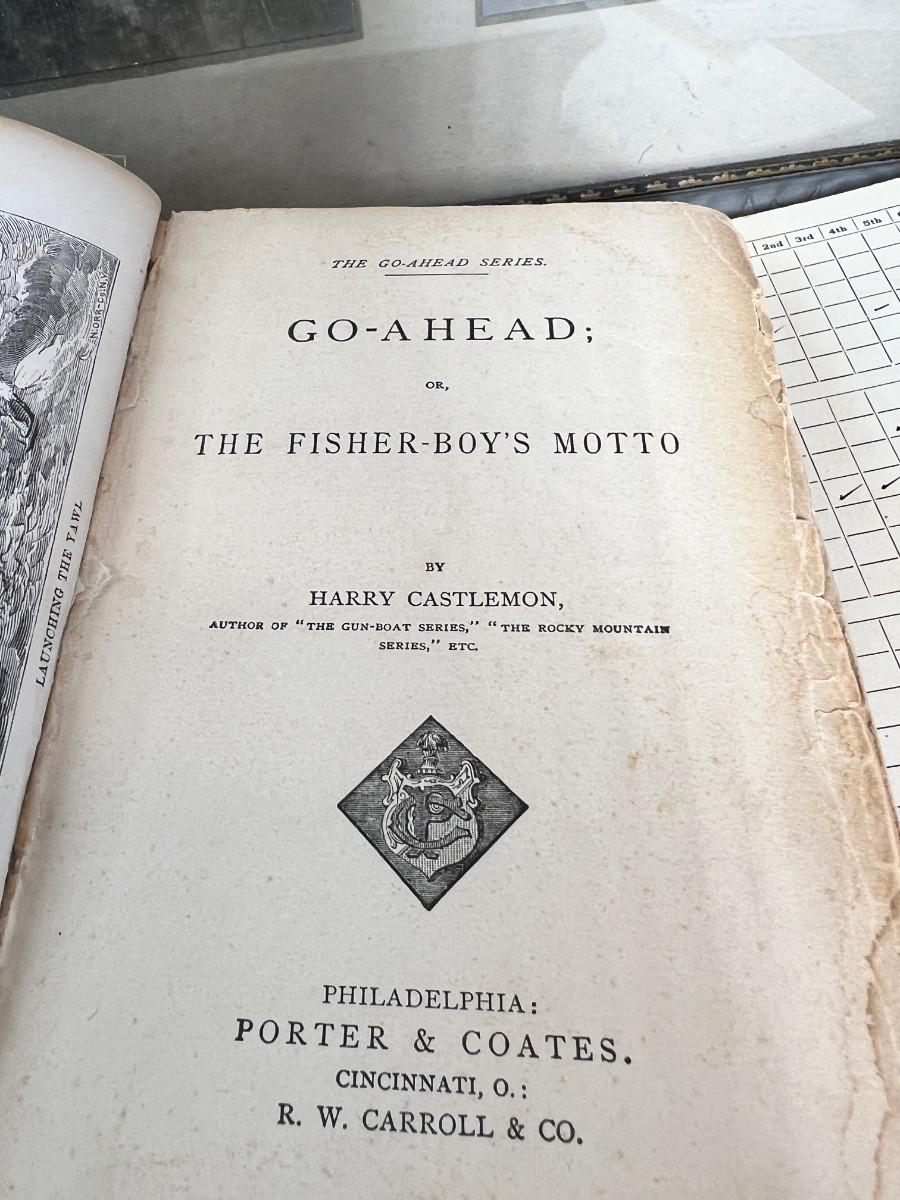 THE GO-AHEAD SERIES.
GO-AHEAD;
OR,
THE FISHER-BOY'S MOTTO
BY
HARRY CASTLEMON,
AUTHOR OF "THE GUN-BOAT SERIES," "THE ROCKY MOUNTAIN
SERIES," ETC.
PHILADELPHIA:
PORTER & COATES.
CINCINNATI, O.:
R. W. CARROLL & CO.
LAUNCHING THE YAWL
N. ORR-CO. N.Y.
2nd 3rd 4th 5th